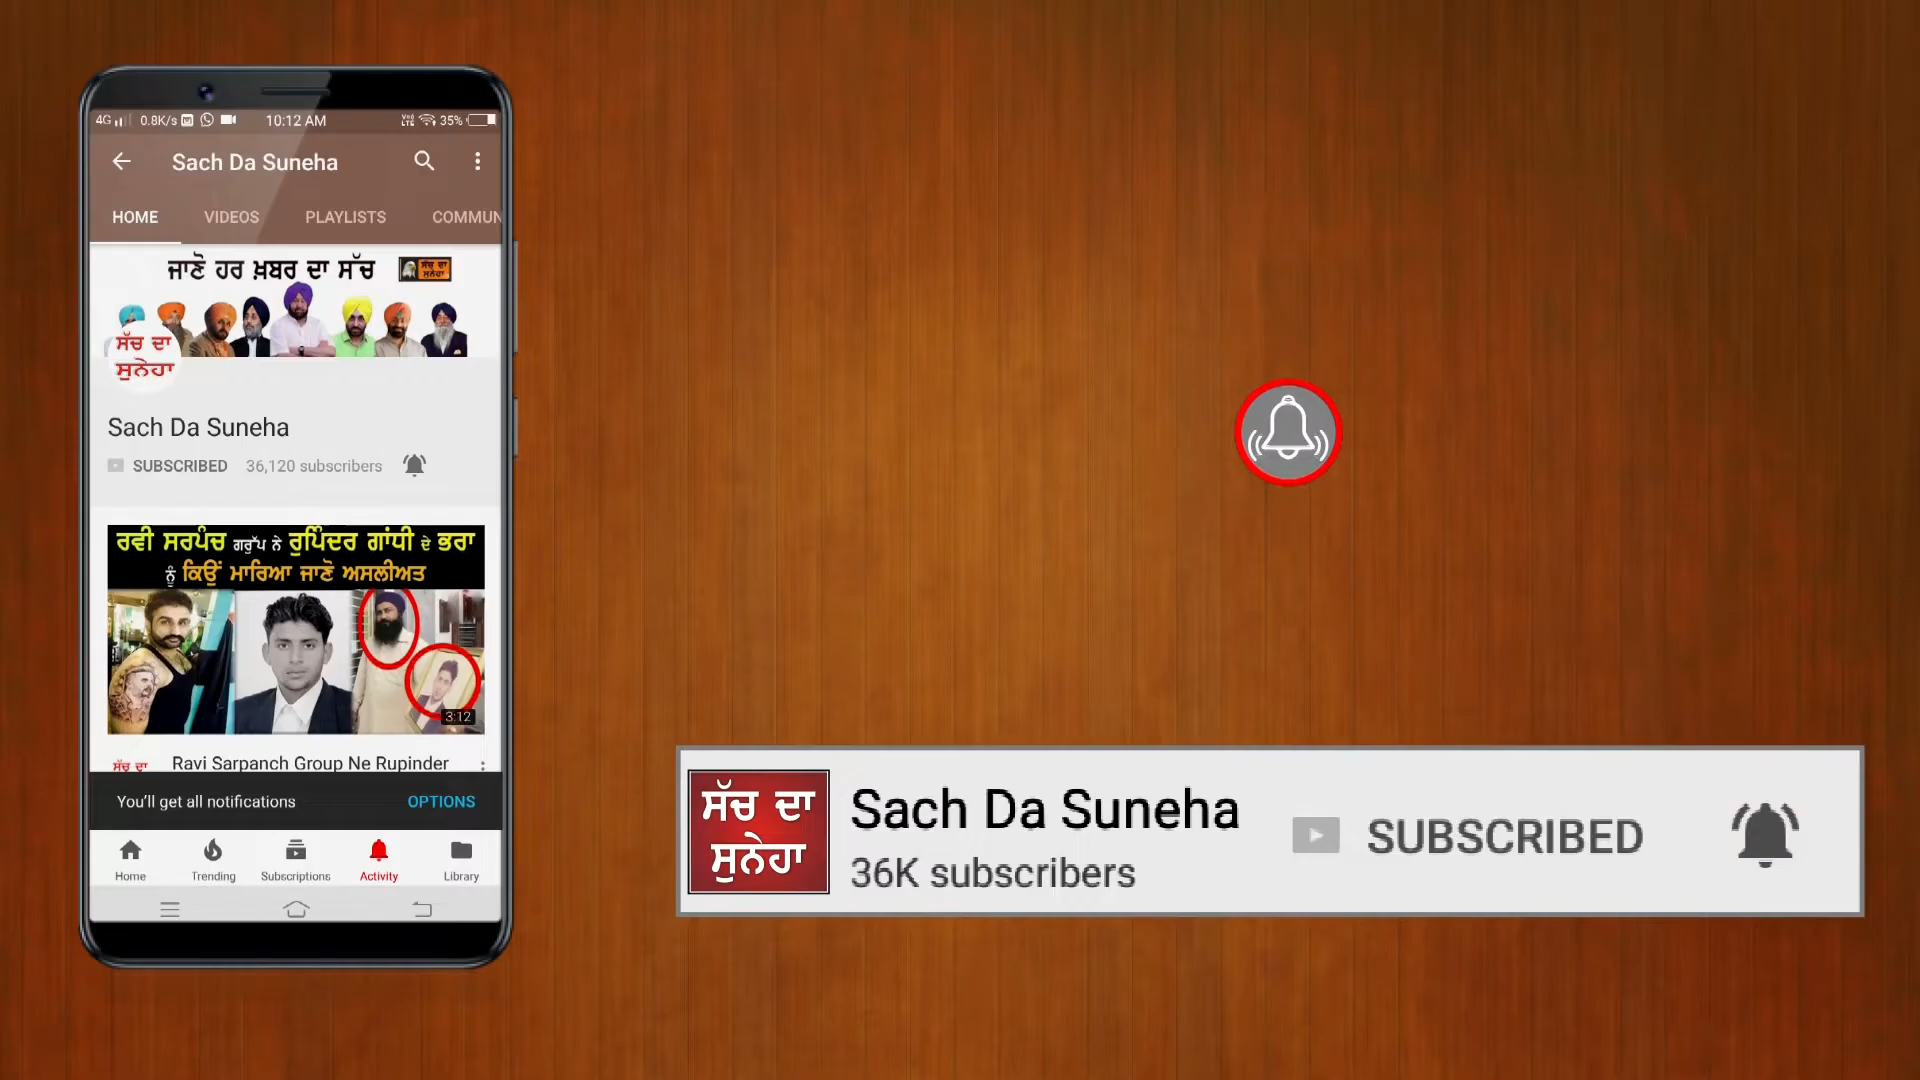 4G 0.8K/s 10:12 AM 35%
Sach Da Suneha
HOME VIDEOS PLAYLISTS COMMUN
ਜਾਣੋ ਹਰ ਖ਼ਬਰ ਦਾ ਸੱਚ
ਸੱਚ ਦਾ
ਸੁਨੇਹਾ
ਸੱਚ ਦਾ
ਸੁਨੇਹਾ
Sach Da Suneha
SUBSCRIBED 36,120 subscribers
ਰਵੀ ਸਰਪੰਚ ਗਰੁੱਪ ਨੇ ਰੁਪਿੰਦਰ ਗਾਂਧੀ ਦੇ ਭਰਾ
ਨੂੰ ਕਿਉਂ ਮਾਰਿਆ ਜਾਣੋ ਅਸਲੀਅਤ
3:12
ਸੱਚ ਦਾ
Ravi Sarpanch Group Ne Rupinder
You'll get all notifications OPTIONS
Home Trending Subscriptions Activity Library
ਸੱਚ ਦਾ
ਸੁਨੇਹਾ
Sach Da Suneha
36K subscribers
SUBSCRIBED